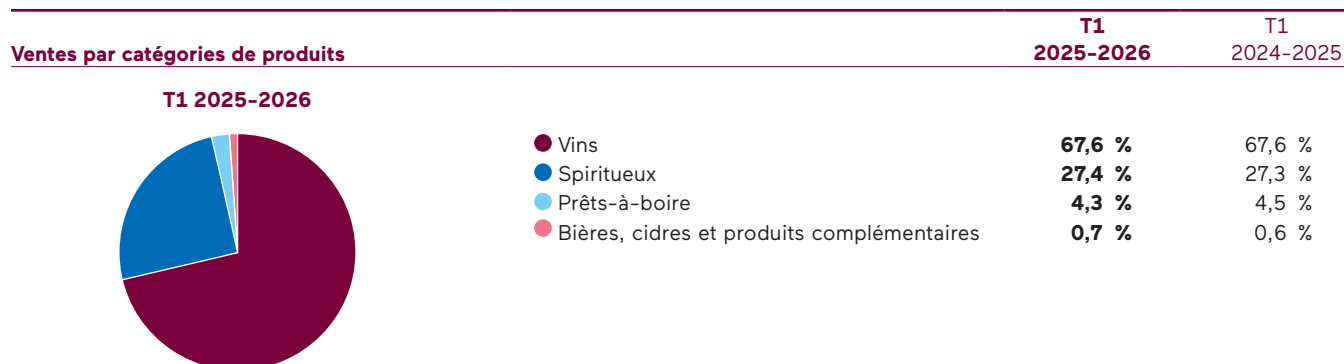 T1 T1
Ventes par catégories de produits 2025-2026 2024-2025
T1 2025-2026
Vins 67,6 % 67,6 %
Spiritueux 27,4 % 27,3 %
Prêts-à-boire 4,3 % 4,5 %
Bières, cidres et produits complémentaires 0,7 % 0,6 %